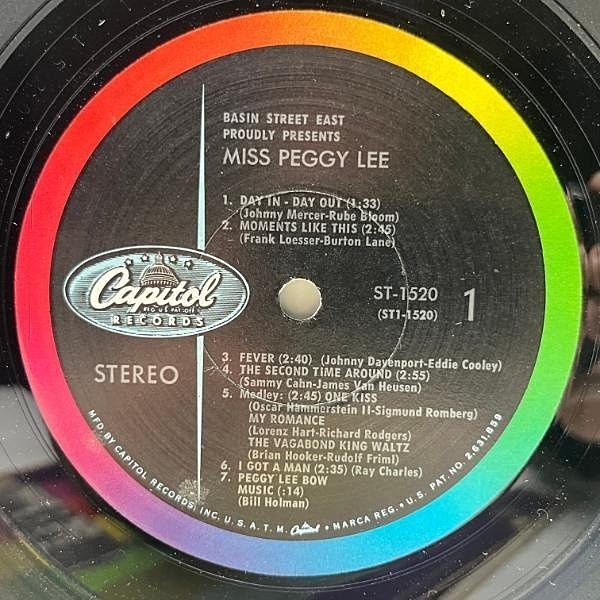 BASIN STREET EAST
PROUDLY PRESENTS
MISS PEGGY LEE
1. DAY IN - DAY OUT (1:33)
(Johnny Mercer-Rube Bloom)
2. MOMENTS LIKE THIS (2:45)
(Frank Loesser-Burton Lane)
Capitol
REG. U.S. PAT. OFF.
RECORDS
ST-1520
(ST1-1520)
1
STEREO
3. FEVER (2:40) (Johnny Davenport-Eddie Cooley)
4. THE SECOND TIME AROUND (2:55)
(Sammy Cahn-James Van Heusen)
5. Medley: (2:45) ONE KISS
(Oscar Hammerstein II-Sigmund Romberg)
MY ROMANCE
(Lorenz Hart-Richard Rodgers)
THE VAGABOND KING WALTZ
(Brian Hooker-Rudolf Friml)
6. I GOT A MAN (2:35) (Ray Charles)
7. PEGGY LEE BOW
MUSIC (:14)
(Bill Holman)
MFD. BY CAPITOL RECORDS, INC. U.S.A. T.M. Capitol • MARCA REG. • U.S. PAT. NO. 2,631,859